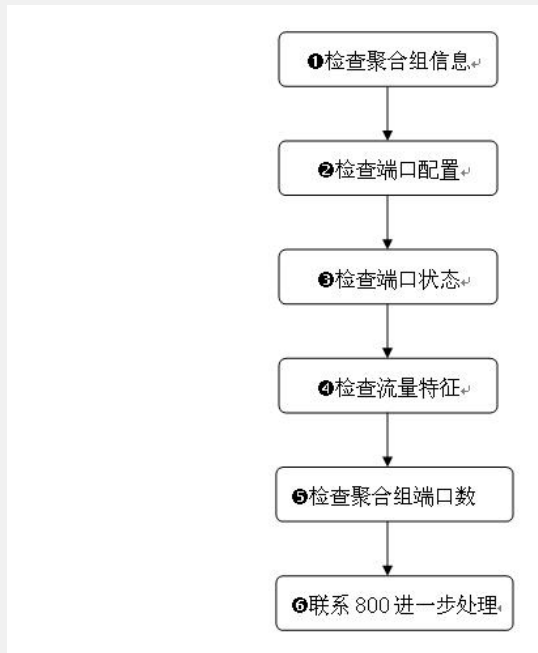 ❶检查聚合组信息↵
❷检查端口配置↵
❸检查端口状态↵
❹检查流量特征↵
❺检查聚合组端口数
❻联系 800 进一步处理↵